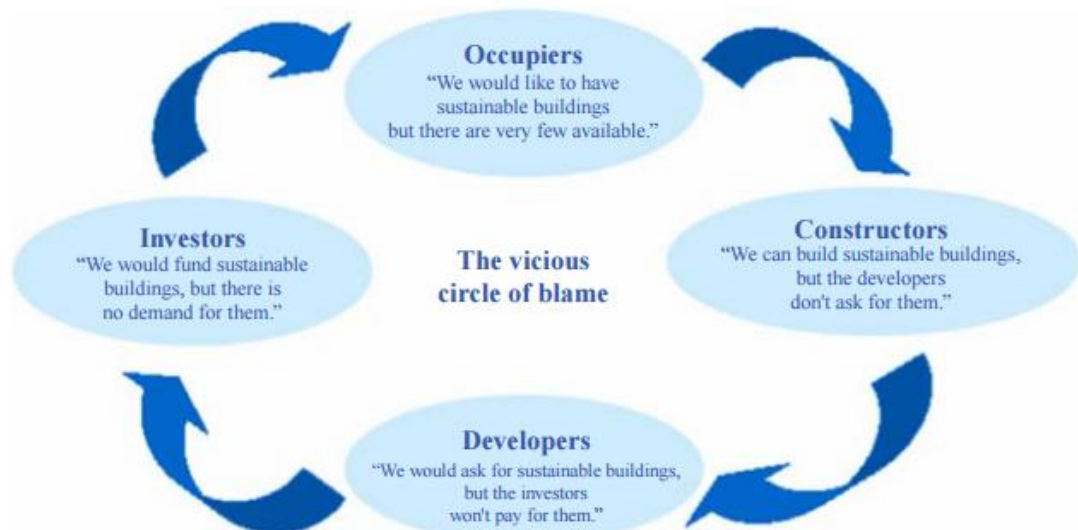 Occupiers
“We would like to have
sustainable buildings
but there are very few available.”
Investors
“We would fund sustainable
buildings, but there is
no demand for them.”
The vicious
circle of blame
Constructors
“We can build sustainable buildings,
but the developers
don't ask for them.”
Developers
“We would ask for sustainable buildings,
but the investors
won't pay for them.”